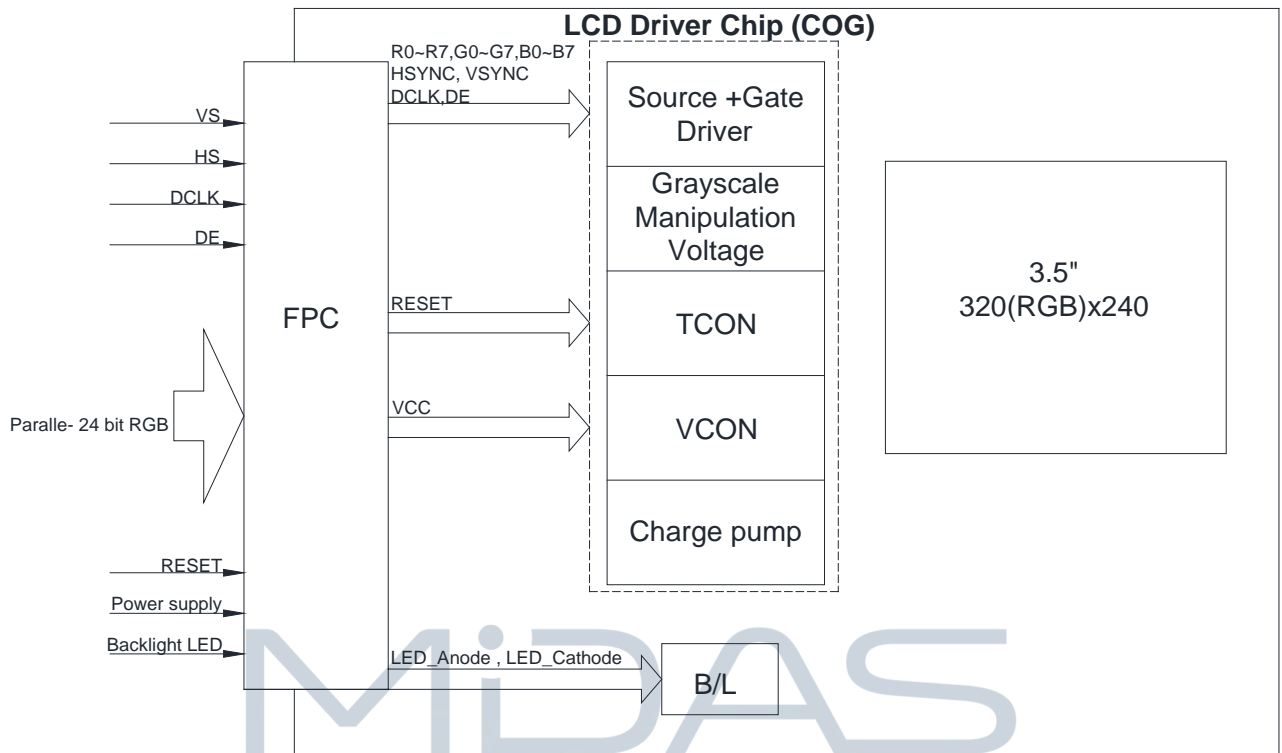 LCD Driver Chip (COG)
R0~R7,G0~G7,B0~B7
HSYNC, VSYNC
DCLK,DE
VS
HS
DCLK
DE
Source +Gate
Driver
Grayscale
Manipulation
Voltage
3.5"
320(RGB)x240
FPC
RESET
TCON
VCC
VCON
Paralle- 24 bit RGB
Charge pump
RESET
Power supply
Backlight LED
LED_Anode , LED_Cathode
B/L
MiDAS